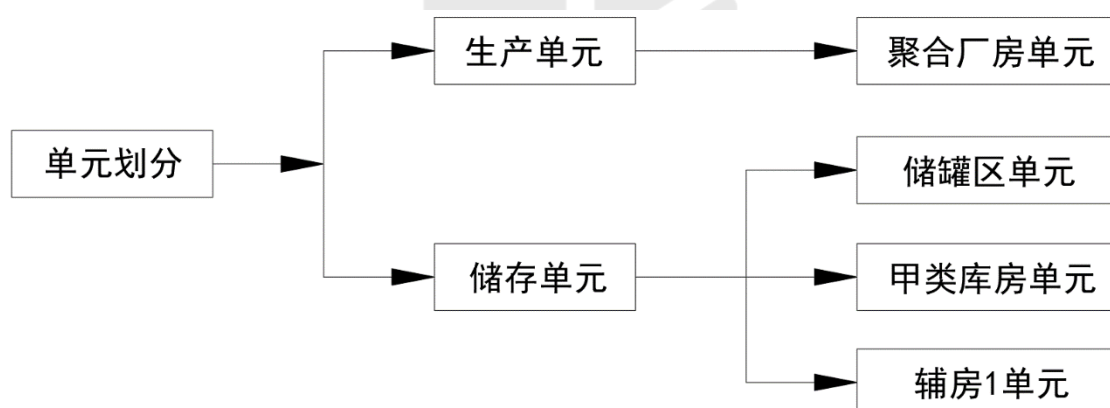 生产单元
聚合厂房单元
单元划分
储罐区单元
储存单元
甲类库房单元
辅房1单元